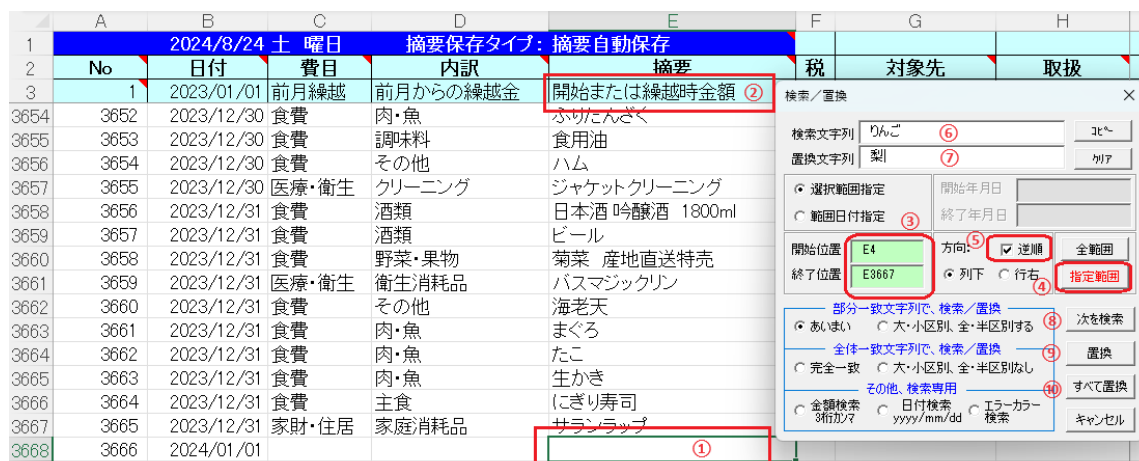 A B C D E F G H
1 2024/8/24 土 曜日 摘要保存タイプ: 摘要自動保存
2 No 日付 費目 内訳 摘要 税 対象先 取扱
3 1 2023/01/01 前月繰越 前月からの繰越金 開始または繰越時金額 ②
3654 3652 2023/12/30 食費 肉・魚 ふりたんざく
3655 3653 2023/12/30 食費 調味料 食用油
3656 3654 2023/12/30 食費 その他 ハム
3657 3655 2023/12/30 医療・衛生 クリーニング ジャケットクリーニング
3658 3656 2023/12/31 食費 酒類 日本酒 吟醸酒 1800ml
3659 3657 2023/12/31 食費 酒類 ビール
3660 3658 2023/12/31 食費 野菜・果物 菊菜 産地直送特売
3661 3659 2023/12/31 医療・衛生 衛生消耗品 バスマジックリン
3662 3660 2023/12/31 食費 その他 海老天
3663 3661 2023/12/31 食費 肉・魚 まぐろ
3664 3662 2023/12/31 食費 肉・魚 たこ
3665 3663 2023/12/31 食費 肉・魚 生かき
3666 3664 2023/12/31 食費 主食 にぎり寿司
3667 3665 2023/12/31 家財・住居 家庭消耗品 サランラップ
3668 3666 2024/01/01 ①
検索/置換 ×
検索文字列 りんご ⑥ コピー
置換文字列 梨 ⑦ クリア
選択範囲指定 開始年月日
範囲日付指定 終了年月日
③
開始位置 E4 方向: ⑤ 逆順 全範囲
終了位置 E3667 列下 行右 ④ 指定範囲
部分一致文字列で、検索/置換
あいまい 大・小区別、全・半区別する ⑧ 次を検索
全体一致文字列で、検索/置換
完全一致 大・小区別、全・半区別なし ⑨ 置換
その他、検索専用 ⑩ すべて置換
金額検索 3桁カンマ 日付検索 yyyy/mm/dd エラーカラー検索 キャンセル